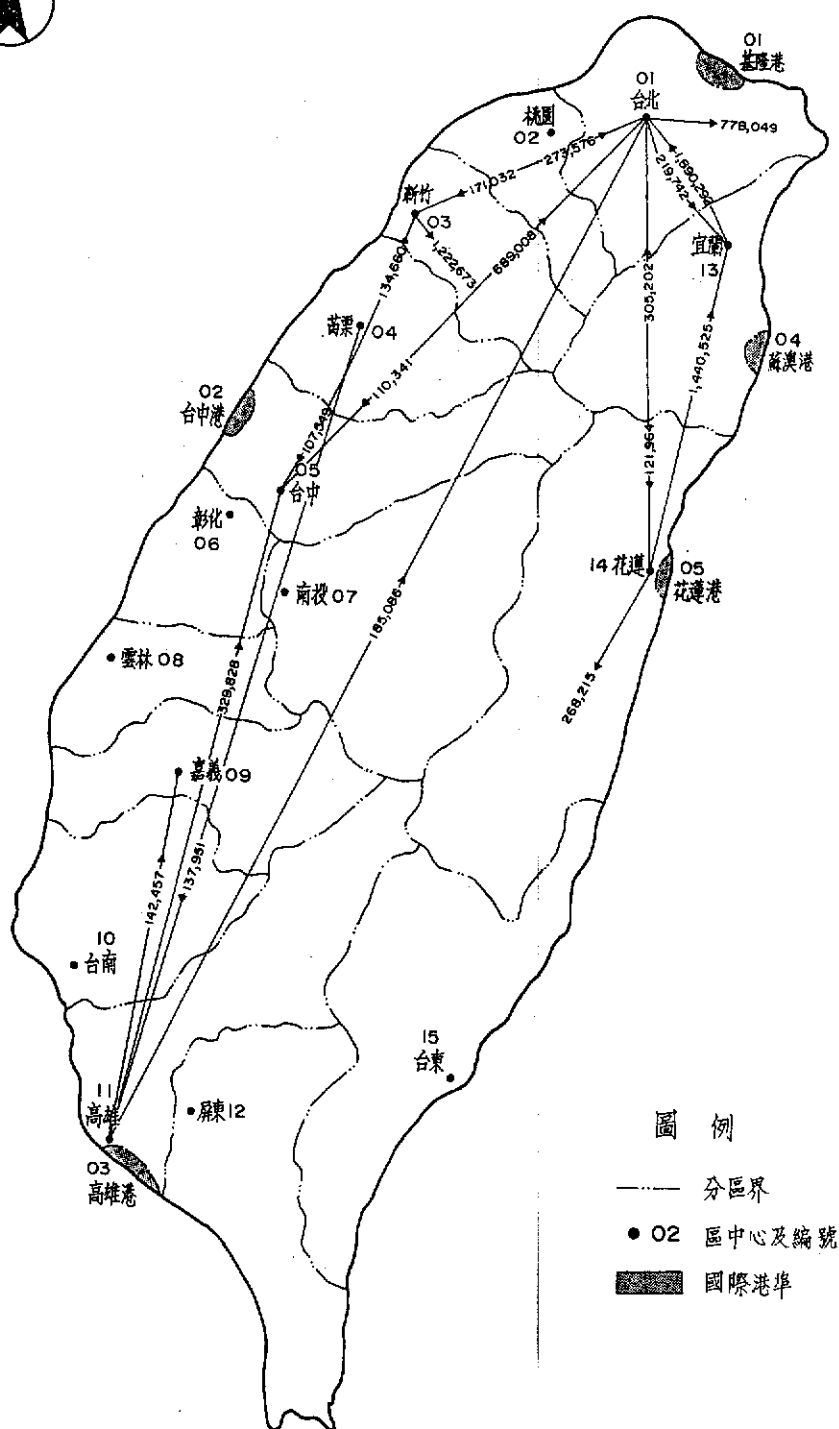 01
基隆港
01
台北
778,049
桃園
02
273,576
171,032
1,690,292
219,742
新竹
03
1,222,673
134,660
689,008
宜蘭
13
305,202
1,440,525
苗栗 04
110,341
04
蘇澳港
02
台中港
107,549
05
台中
121,964
彰化
06
14 花蓮
05
花蓮港
南投 07
185,086
雲林 08
329,828
268,215
嘉義 09
142,457
137,951
10
台南
15
台東
11
高雄
屏東 12
03
高雄港
圖 例
分區界
02 區中心及編號
國際港埠